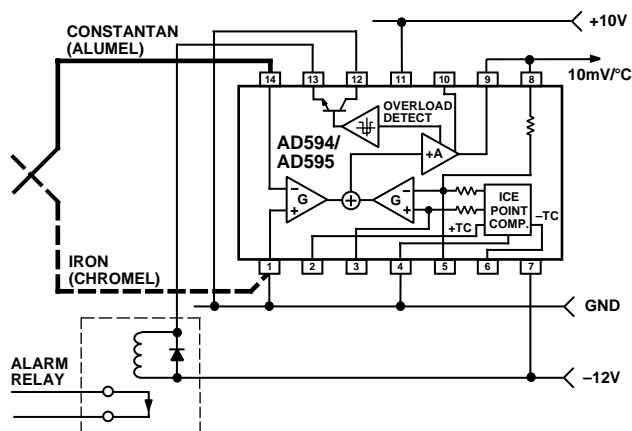 CONSTANTAN
(ALUMEL)
+10V
10mV/°C
14 13 12 11 10 9 8
OVERLOAD
DETECT
AD594/
AD595
+A
– G +
– G +
ICE
POINT
COMP.
+TC
–TC
1 2 3 4 5 6 7
IRON
(CHROMEL)
GND
ALARM
RELAY
–12V